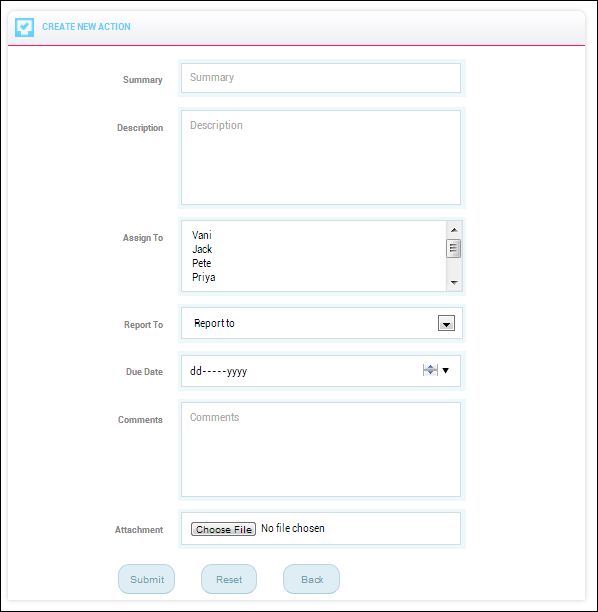 CREATE NEW ACTION
Summary Summary
Description Description
Assign To Vani
Jack
Pete
Priya
Report To Report to
Due Date dd-----yyyy
Comments Comments
Attachment Choose File No file chosen
Submit Reset Back